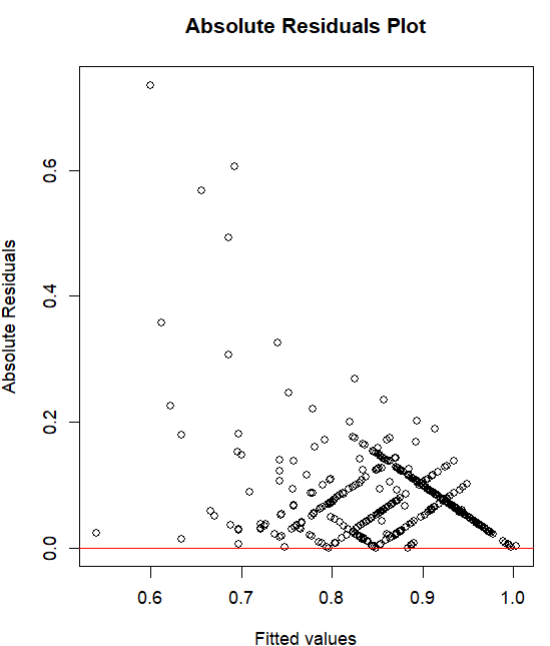 Absolute Residuals Plot
Absolute Residuals
0.6
0.4
0.2
0.0
0.6 0.7 0.8 0.9 1.0
Fitted values